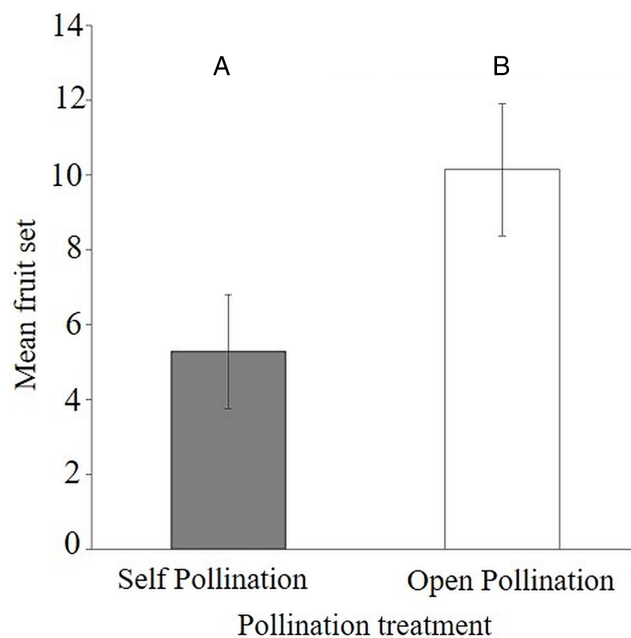 14
A
B
12
10
8
6
4
2
0
Mean fruit set
Self Pollination
Open Pollination
Pollination treatment